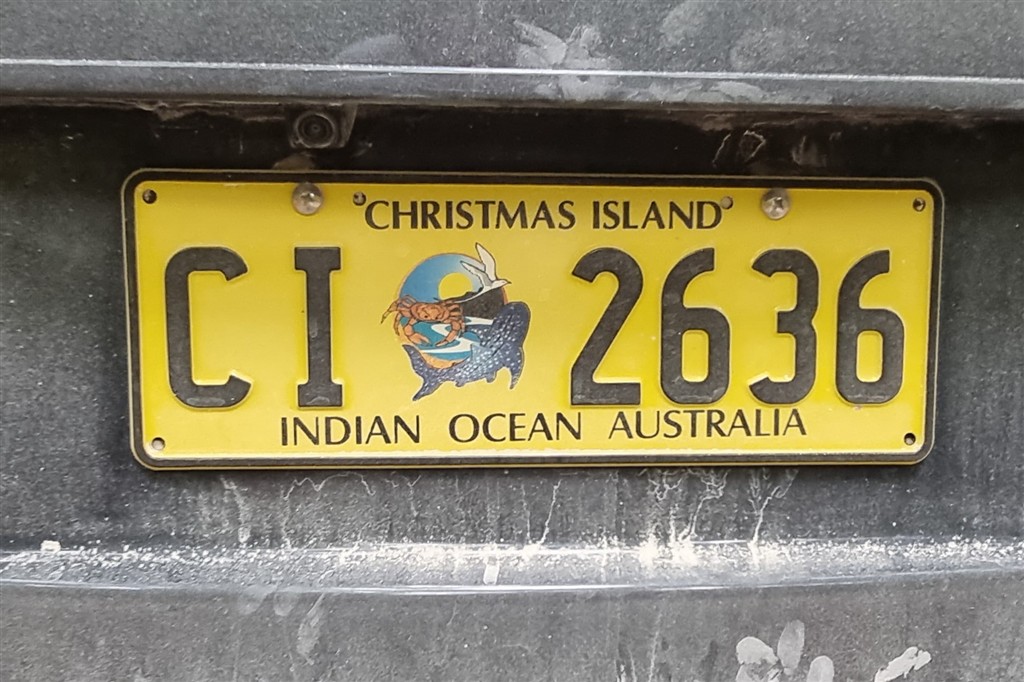 CHRISTMAS ISLAND
CI 2636
INDIAN OCEAN AUSTRALIA